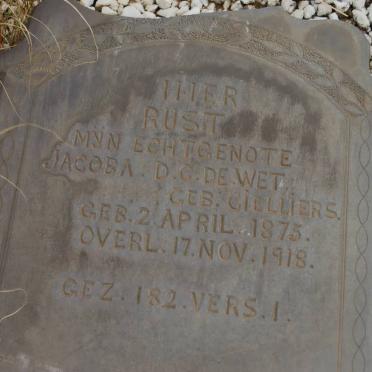 HIER
RUST
MYN ECHTGENOTE
JACOBA. D. C. DE. WET.
GEB. CILLIERS.
GEB. 2. APRIL. 1875.
OVERL. 17. NOV. 1918.
GEZ. 182. VERS. 1.